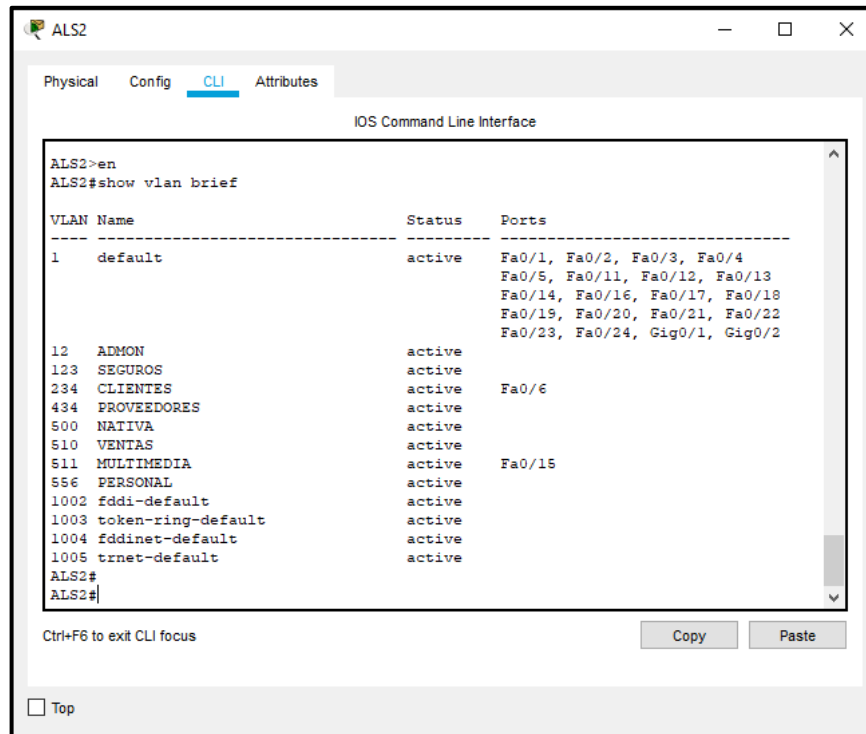 ALS2
Physical Config CLI Attributes
IOS Command Line Interface
ALS2>en
ALS2#show vlan brief
VLAN Name                             Status    Ports
---- -------------------------------- --------- -------------------------------
1    default                          active    Fa0/1, Fa0/2, Fa0/3, Fa0/4
                                                Fa0/5, Fa0/11, Fa0/12, Fa0/13
                                                Fa0/14, Fa0/16, Fa0/17, Fa0/18
                                                Fa0/19, Fa0/20, Fa0/21, Fa0/22
                                                Fa0/23, Fa0/24, Gig0/1, Gig0/2
12   ADMON                            active
123  SEGUROS                          active
234  CLIENTES                         active    Fa0/6
434  PROVEEDORES                      active
500  NATIVA                           active
510  VENTAS                           active
511  MULTIMEDIA                       active    Fa0/15
556  PERSONAL                         active
1002 fddi-default                     active
1003 token-ring-default               active
1004 fddinet-default                  active
1005 trnet-default                    active
ALS2#
ALS2#
Ctrl+F6 to exit CLI focus Copy Paste
Top